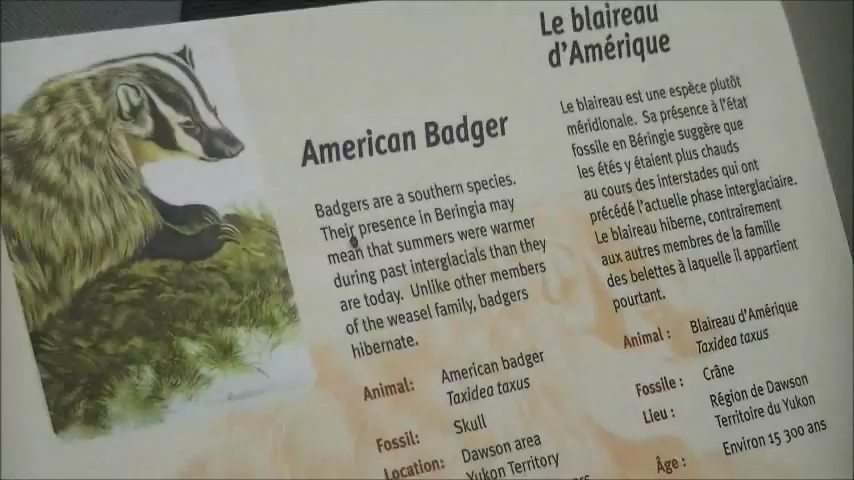 American Badger
Badgers are a southern species.
Their presence in Beringia may
mean that summers were warmer
during past interglacials than they
are today. Unlike other members
of the weasel family, badgers
hibernate.
Animal: American badger
Taxidea taxus
Fossil: Skull
Location: Dawson area
Yukon Territory
Le blaireau
d'Amérique
Le blaireau est une espèce plutôt
méridionale. Sa présence à l'état
fossile en Béringie suggère que
les étés y étaient plus chauds
au cours des interstades qui ont
précédé l'actuelle phase interglaciaire.
Le blaireau hiberne, contrairement
aux autres membres de la famille
des belettes à laquelle il appartient
pourtant.
Animal : Blaireau d'Amérique
Taxidea taxus
Fossile : Crâne
Lieu : Région de Dawson
Territoire du Yukon
Âge : Environ 15 300 ans